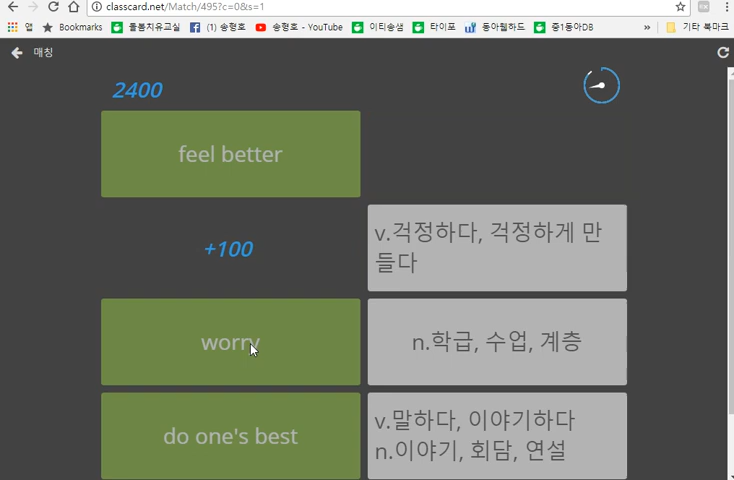 classcard.net/Match/495?c=0&s=1
앱 Bookmarks 돌봄치유교실 (1) 송형호 송형호 - YouTube 이티송샘 타이포 동아웹하드 중1동아DB » 기타 북마크
매칭
2400
feel better
+100
v.걱정하다, 걱정하게 만
들다
worry
n.학급, 수업, 계층
do one's best
v.말하다, 이야기하다
n.이야기, 회담, 연설